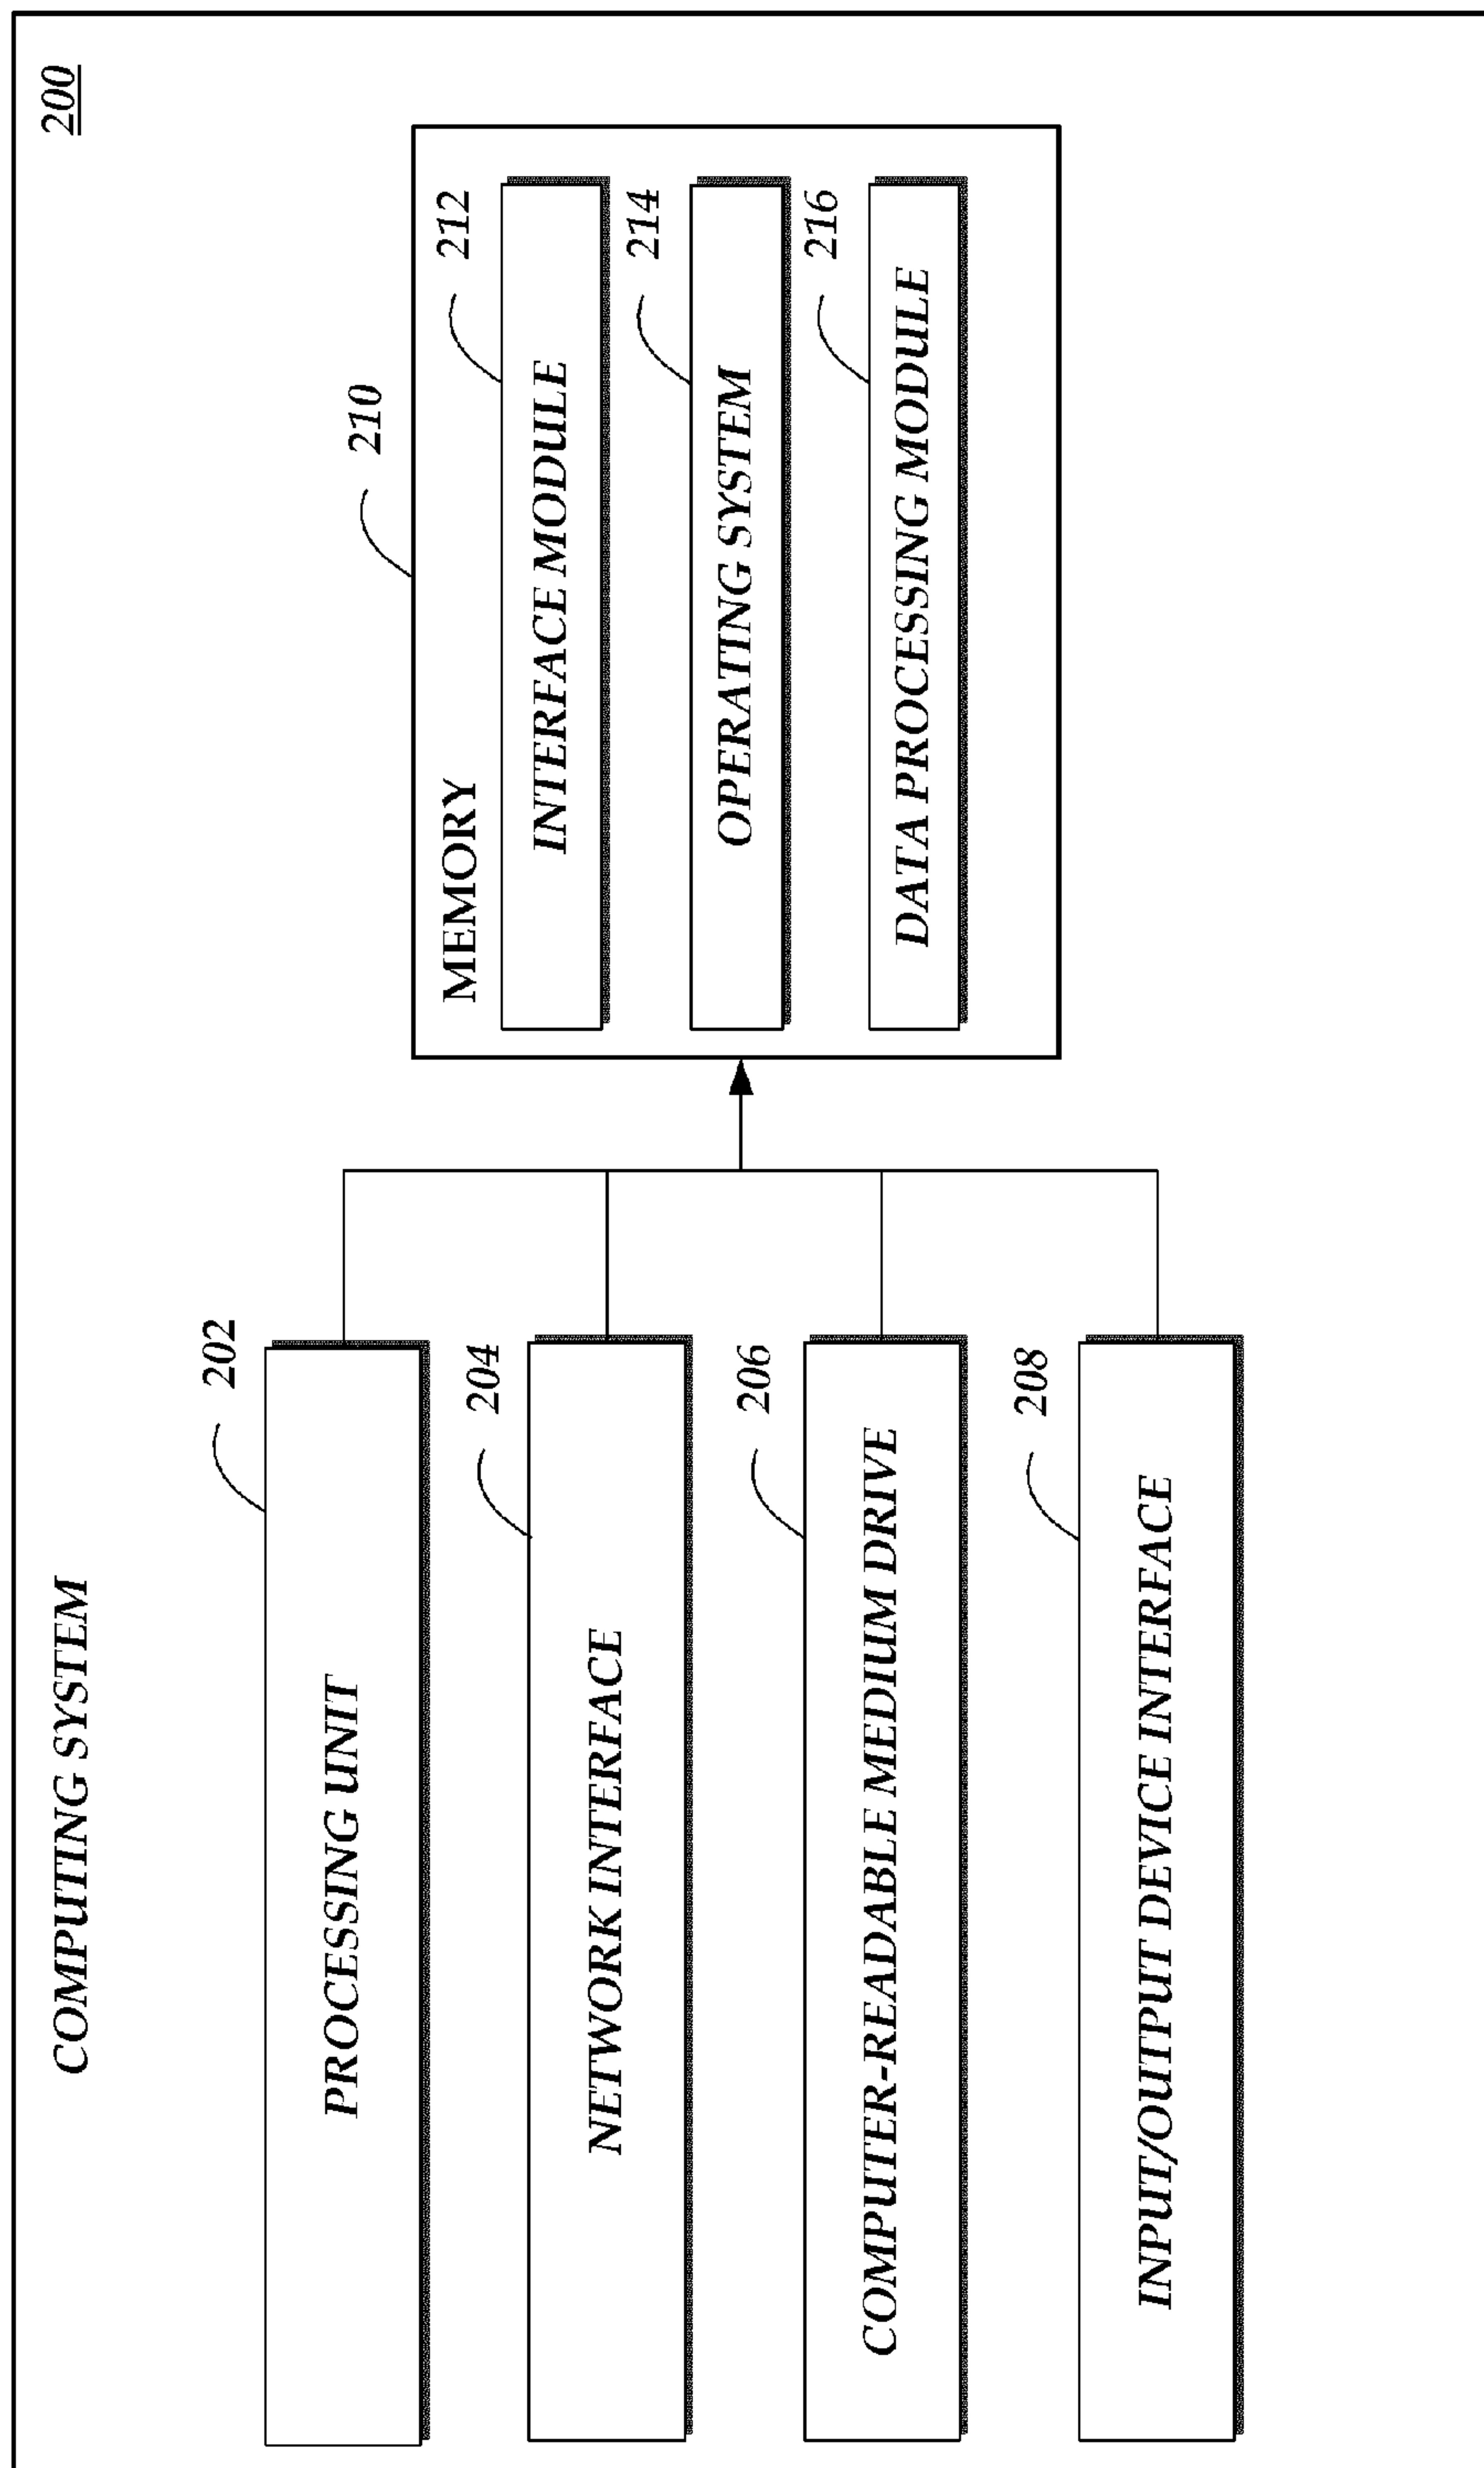 COMPUTING SYSTEM
200
202
PROCESSING UNIT
204
NETWORK INTERFACE
206
COMPUTER-READABLE MEDIUM DRIVE
208
INPUT/OUTPUT DEVICE INTERFACE
210
MEMORY
212
INTERFACE MODULE
214
OPERATING SYSTEM
216
DATA PROCESSING MODULE